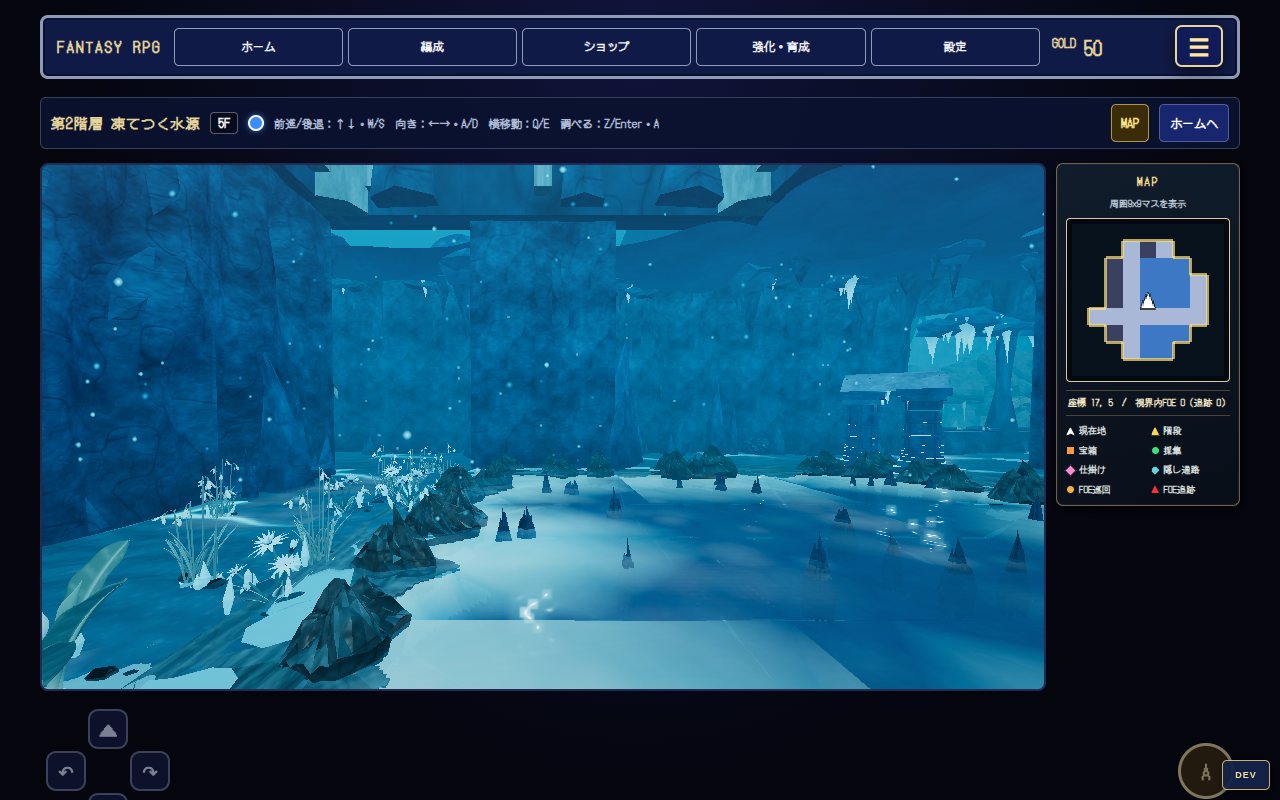 FANTASY RPG
ホーム
編成
ショップ
強化・育成
設定
GOLD 50
第2階層 凍てつく水源
5F
前進/後退：↑↓・W/S 向き：←→・A/D 横移動：Q/E 調べる：Z/Enter・A
MAP
ホームへ
MAP
周囲9x9マスを表示
座標 17, 5 / 視界内FOE 0 (追跡 0)
現在地
階段
宝箱
採集
仕掛け
隠し通路
FOE巡回
FOE追跡
A
DEV